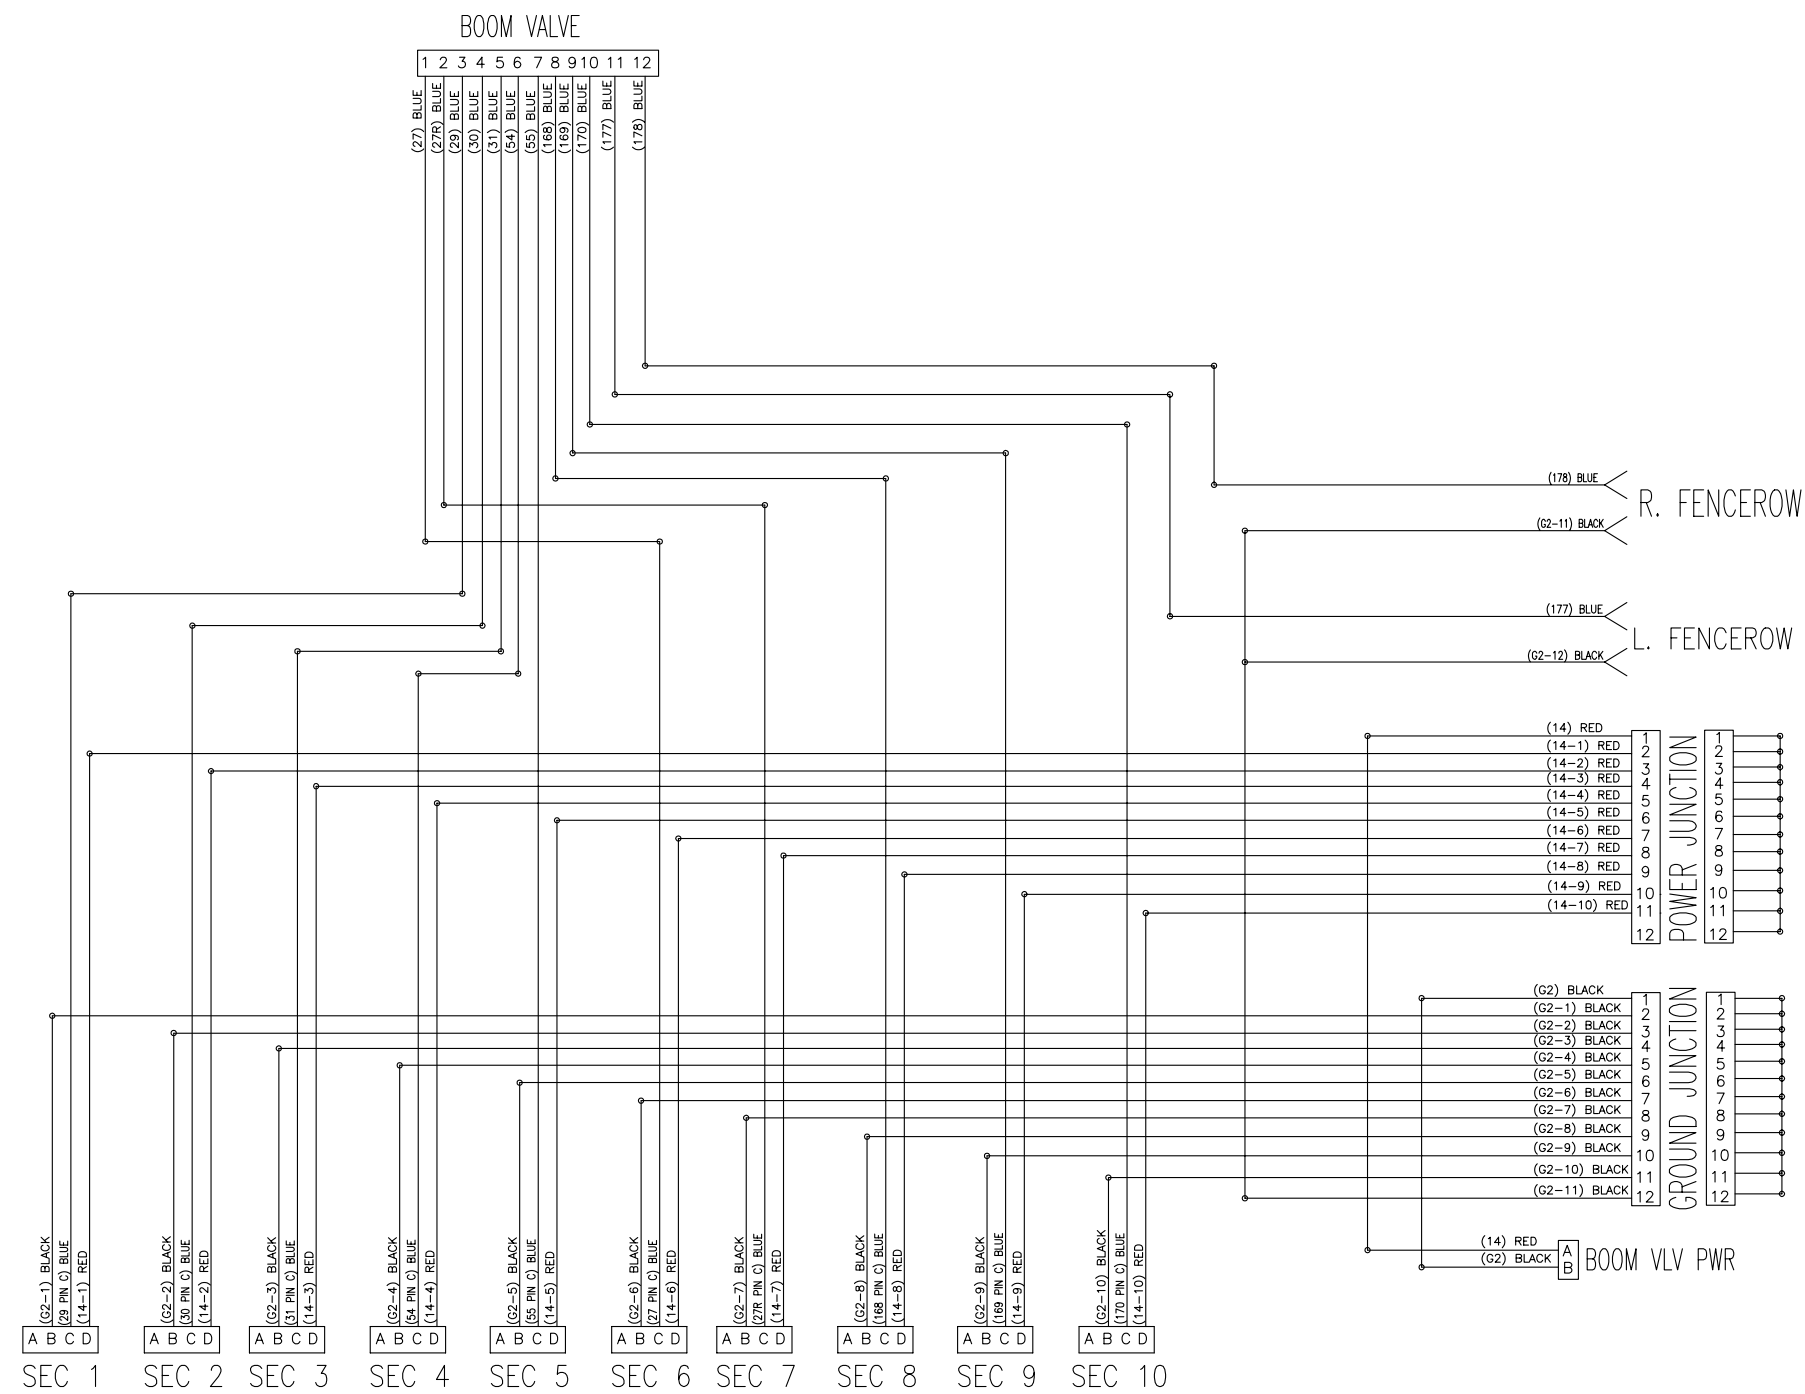 BOOM VALVE
1 2 3 4 5 6 7 8 9 10 11 12
(27) BLUE
(27R) BLUE
(29) BLUE
(30) BLUE
(31) BLUE
(54) BLUE
(55) BLUE
(168) BLUE
(169) BLUE
(170) BLUE
(177) BLUE
(178) BLUE
(178) BLUE
R. FENCEROW
(G2-11) BLACK
(177) BLUE
L. FENCEROW
(G2-12) BLACK
(14) RED
(14-1) RED
(14-2) RED
(14-3) RED
(14-4) RED
(14-5) RED
(14-6) RED
(14-7) RED
(14-8) RED
(14-9) RED
(14-10) RED
1
2
3
4
5
6
7
8
9
10
11
12
POWER JUNCTION
1
2
3
4
5
6
7
8
9
10
11
12
(G2) BLACK
(G2-1) BLACK
(G2-2) BLACK
(G2-3) BLACK
(G2-4) BLACK
(G2-5) BLACK
(G2-6) BLACK
(G2-7) BLACK
(G2-8) BLACK
(G2-9) BLACK
(G2-10) BLACK
(G2-11) BLACK
1
2
3
4
5
6
7
8
9
10
11
12
GROUND JUNCTION
1
2
3
4
5
6
7
8
9
10
11
12
(14) RED
(G2) BLACK
A
B
BOOM VLV PWR
(G2-1) BLACK
(29 PIN C) BLUE
(14-1) RED
A B C D
SEC 1
(G2-2) BLACK
(30 PIN C) BLUE
(14-2) RED
A B C D
SEC 2
(G2-3) BLACK
(31 PIN C) BLUE
(14-3) RED
A B C D
SEC 3
(G2-4) BLACK
(54 PIN C) BLUE
(14-4) RED
A B C D
SEC 4
(G2-5) BLACK
(55 PIN C) BLUE
(14-5) RED
A B C D
SEC 5
(G2-6) BLACK
(27 PIN C) BLUE
(14-6) RED
A B C D
SEC 6
(G2-7) BLACK
(27R PIN C) BLUE
(14-7) RED
A B C D
SEC 7
(G2-8) BLACK
(168 PIN C) BLUE
(14-8) RED
A B C D
SEC 8
(G2-9) BLACK
(169 PIN C) BLUE
(14-9) RED
A B C D
SEC 9
(G2-10) BLACK
(170 PIN C) BLUE
(14-10) RED
A B C D
SEC 10